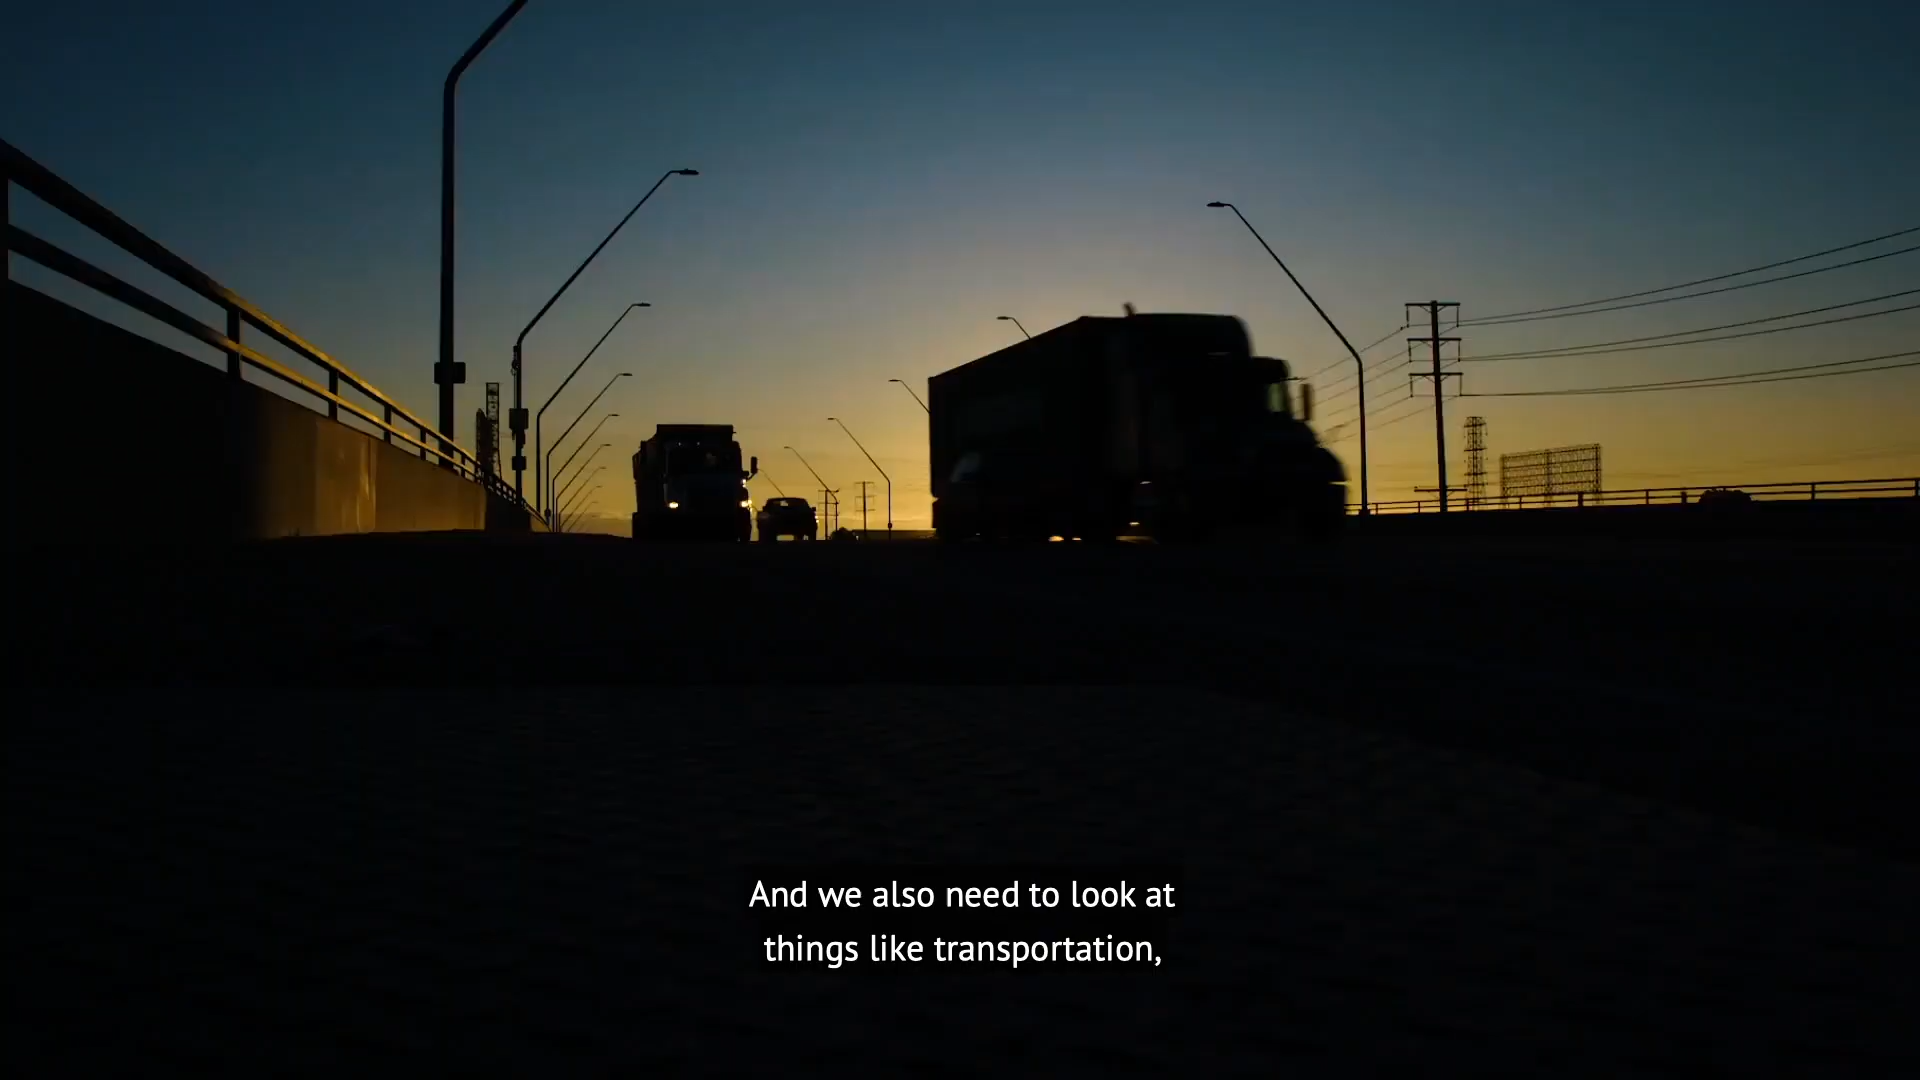 And we also need to look at
things like transportation,